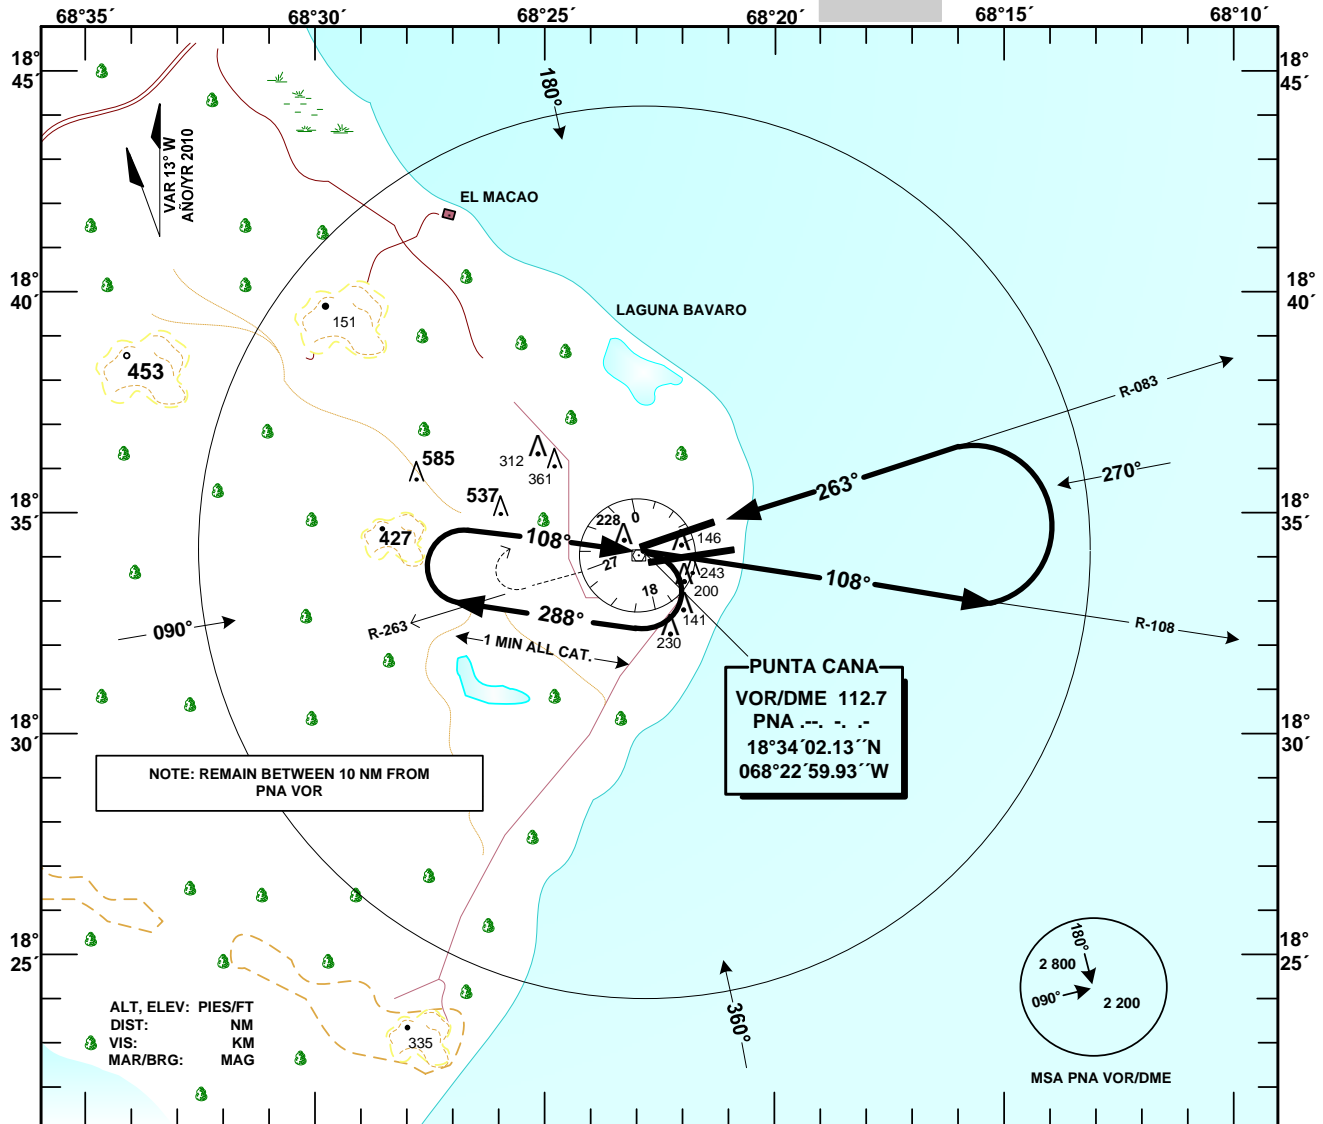 68°35´ 68°30´ 68°25´ 68°20´ 68°15´ 68°10´
18° 45´
18° 45´
180°
VAR 13° W
AÑO/YR 2010
EL MACAO
18° 40´
18° 40´
LAGUNA BAVARO
151
453
R-083
585
312
361
537
263°
270°
18° 35´
18° 35´
228
0
427
108°
146
27
243
200
18
108°
141
288°
230
R-263
090°
R-108
1 MIN ALL CAT.
PUNTA CANA
VOR/DME 112.7
PNA .--. -. .-
18°34´02.13´´N
068°22´59.93´´W
18° 30´
18° 30´
NOTE: REMAIN BETWEEN 10 NM FROM
PNA VOR
18° 25´
18° 25´
180°
2 800
090°
2 200
MSA PNA VOR/DME
360°
335
ALT, ELEV: PIES/FT
DIST: NM
VIS: KM
MAR/BRG: MAG